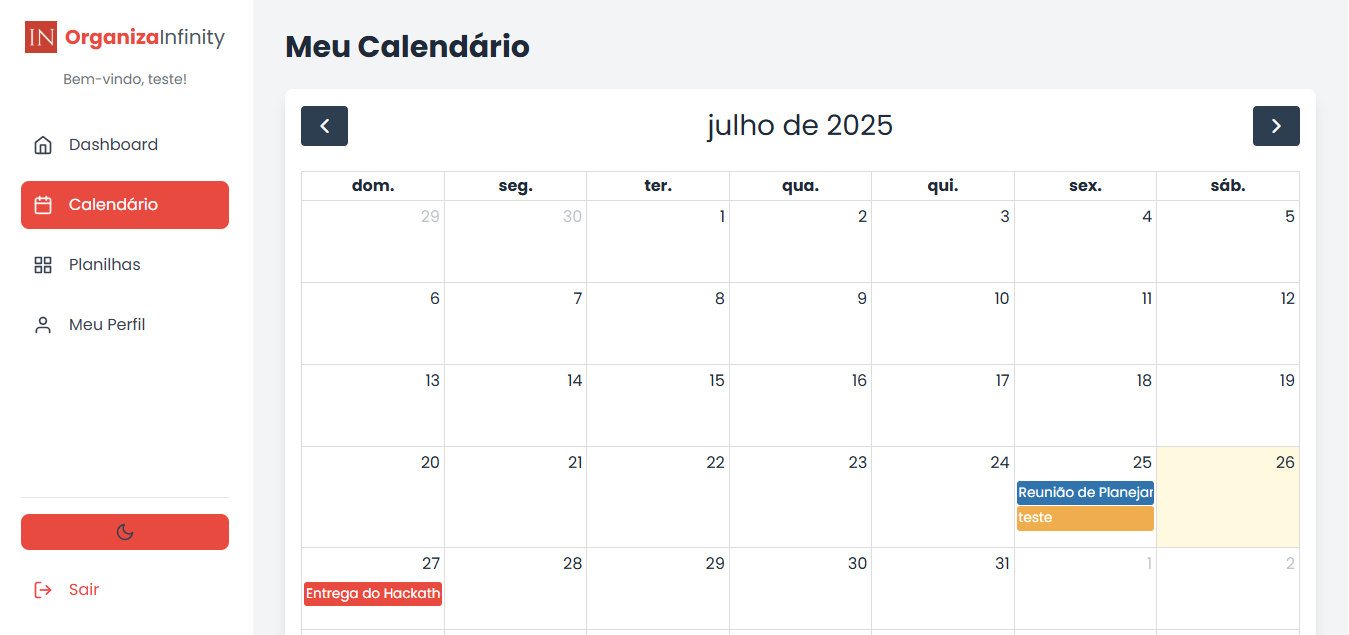 IN OrganizaInfinity
Bem-vindo, teste!
Dashboard
Calendário
Planilhas
Meu Perfil
Sair
Meu Calendário
julho de 2025
dom. seg. ter. qua. qui. sex. sáb.
29 30 1 2 3 4 5
6 7 8 9 10 11 12
13 14 15 16 17 18 19
20 21 22 23 24 25 26
Reunião de Planejar
teste
27 28 29 30 31 1 2
Entrega do Hackath